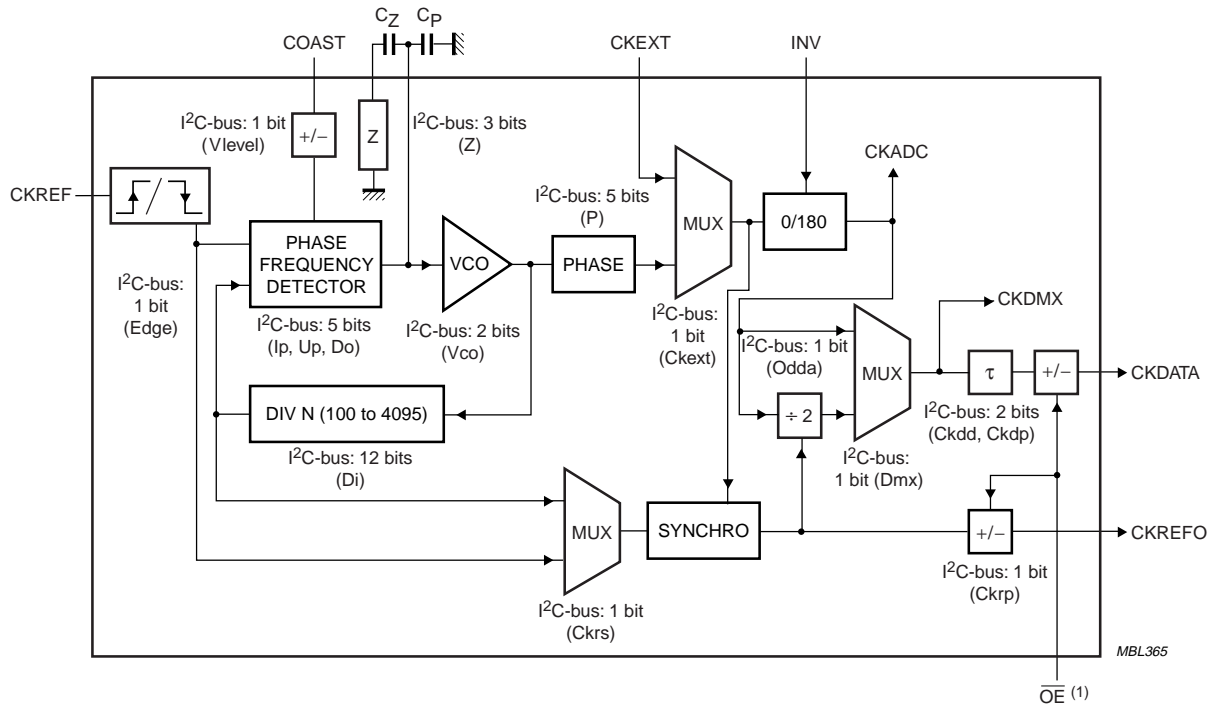 C_Z C_P
COAST
CKEXT
INV
I²C-bus: 1 bit
(Vlevel)
+/−
Z
I²C-bus: 3 bits
(Z)
CKADC
CKREF
/
I²C-bus: 5 bits
(P)
MUX
0/180
PHASE
FREQUENCY
DETECTOR
VCO
PHASE
I²C-bus:
1 bit
(Edge)
I²C-bus: 5 bits
(Ip, Up, Do)
I²C-bus: 2 bits
(Vco)
I²C-bus:
1 bit
(Ckext)
CKDMX
I²C-bus: 1 bit
(Odda)
MUX
τ
+/−
CKDATA
DIV N (100 to 4095)
÷ 2
I²C-bus: 2 bits
(Ckdd, Ckdp)
I²C-bus: 12 bits
(Di)
I²C-bus:
1 bit (Dmx)
MUX
SYNCHRO
+/−
CKREFO
I²C-bus: 1 bit
(Ckrs)
I²C-bus: 1 bit
(Ckrp)
MBL365
O̅E̅ (1)